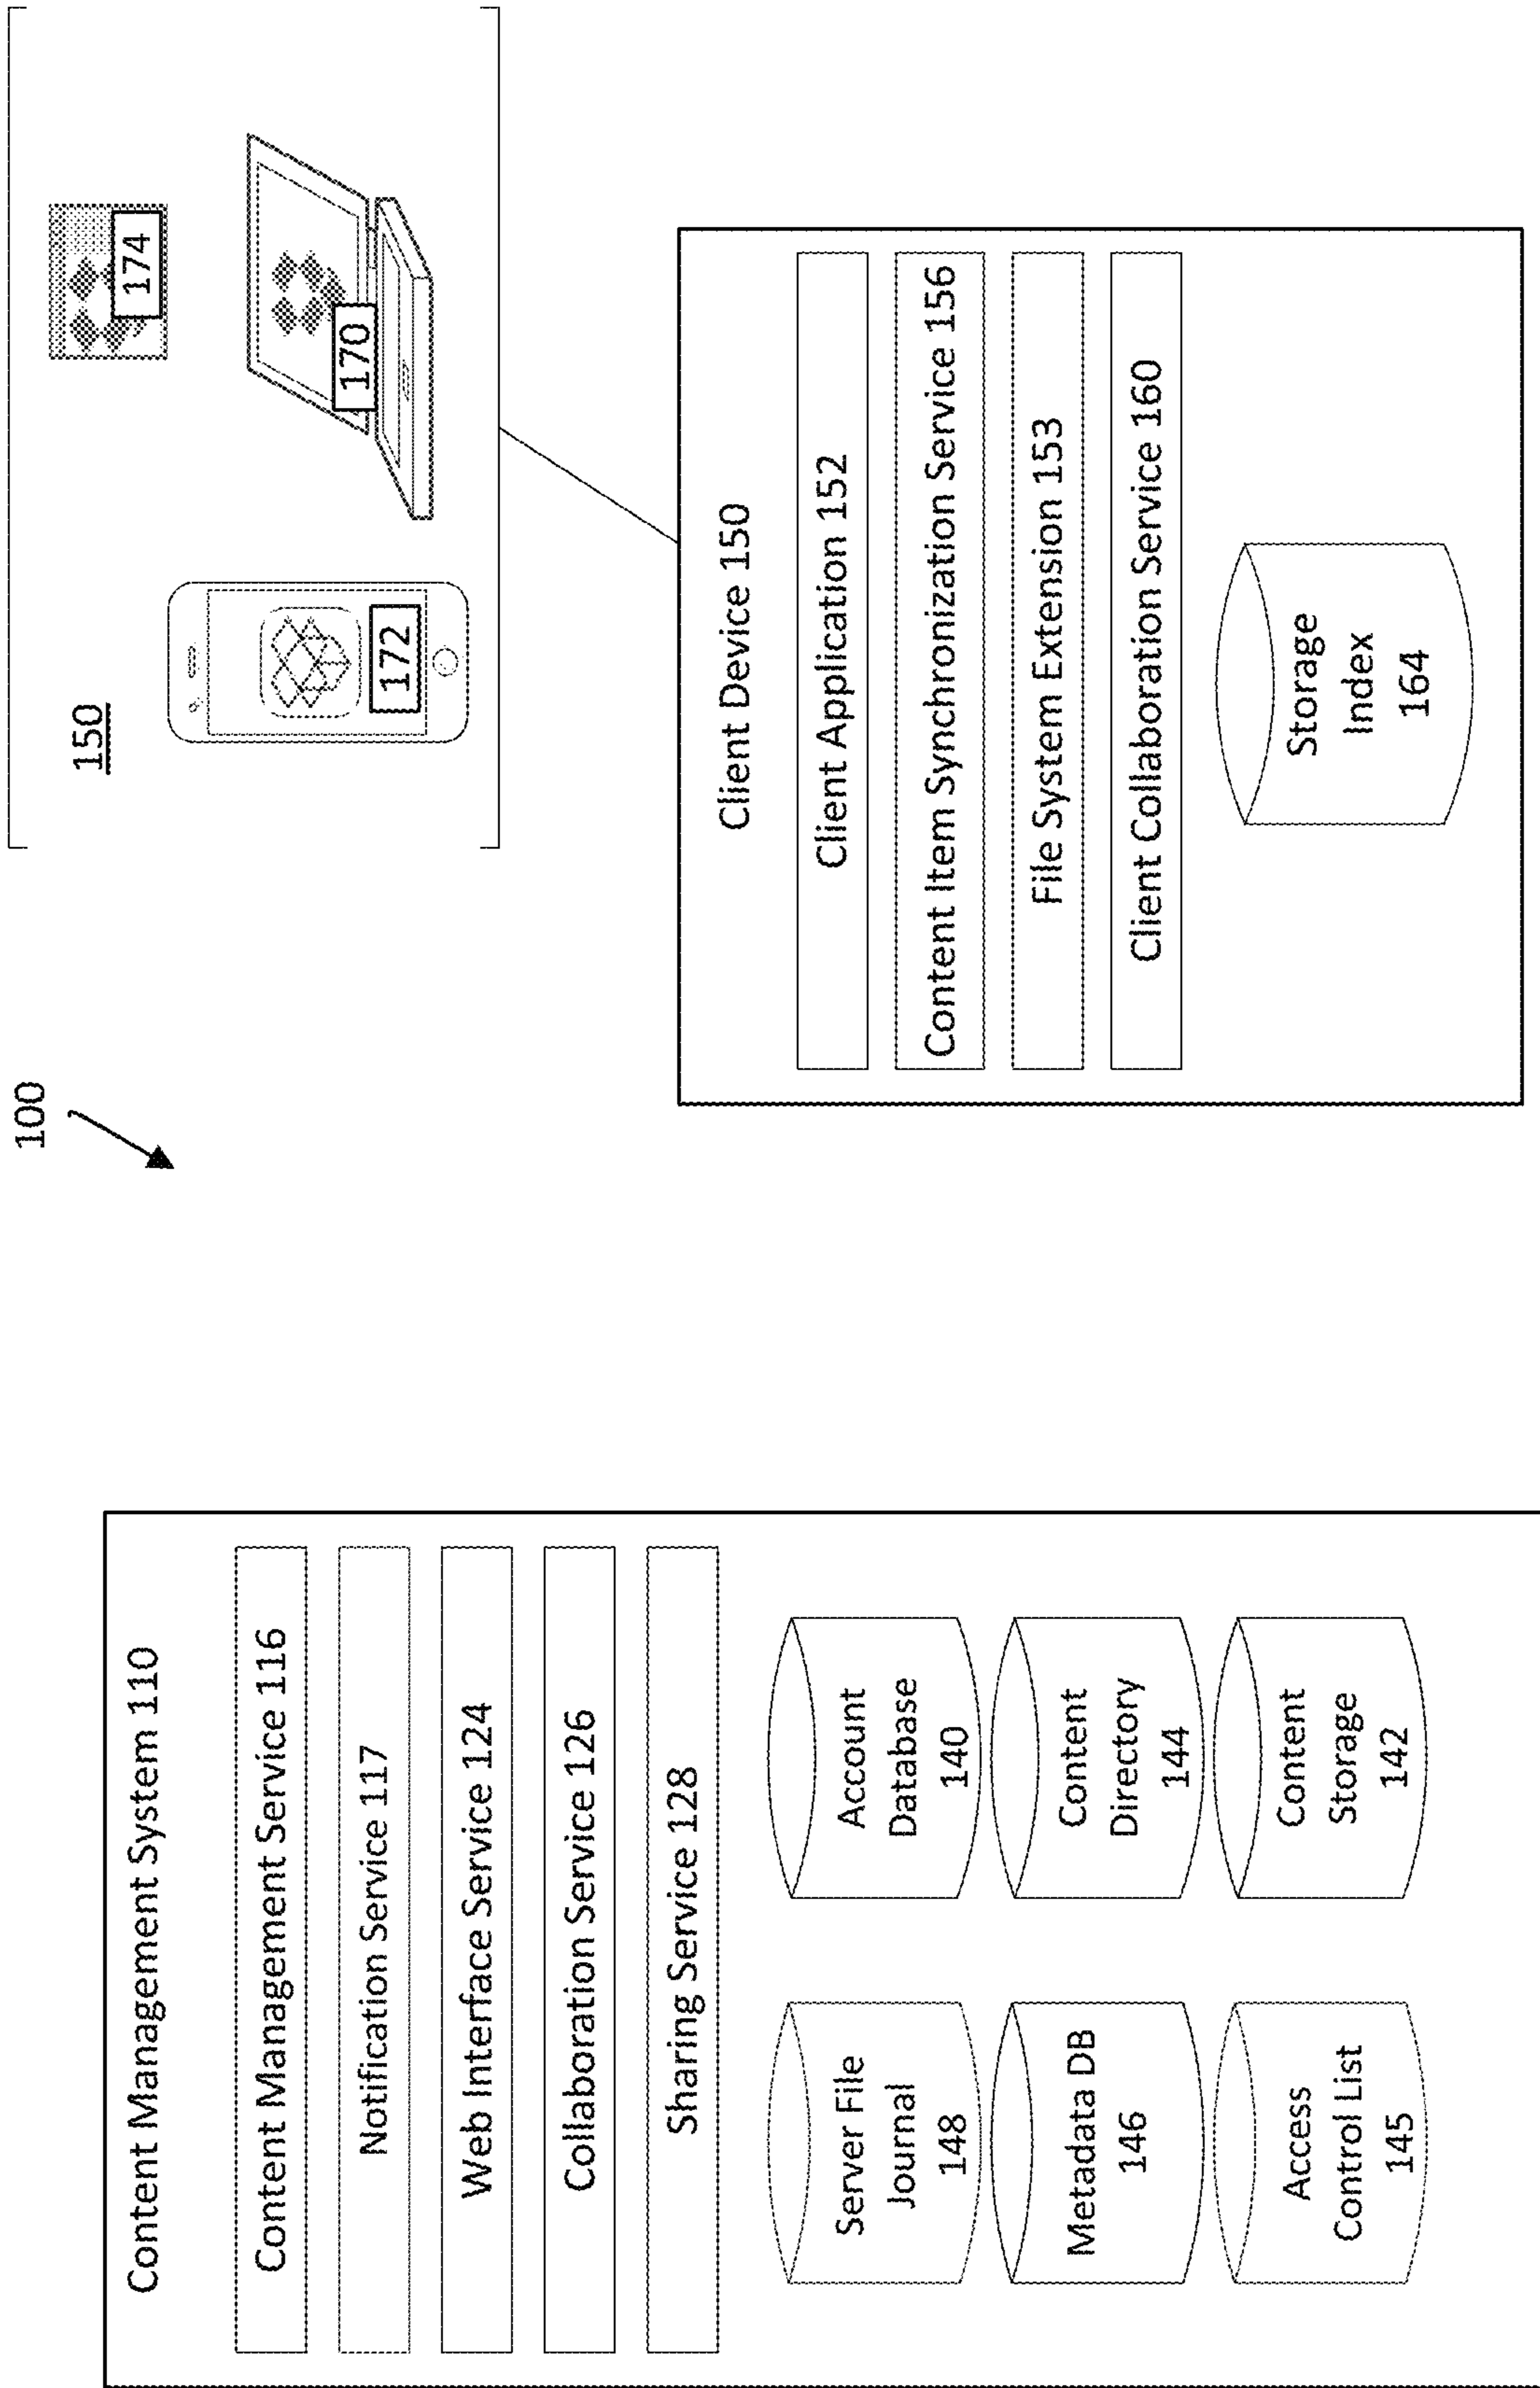 100
Content Management System 110
Content Management Service 116
Notification Service 117
Web Interface Service 124
Collaboration Service 126
Sharing Service 128
Server File
Journal
148
Account
Database
140
Metadata DB
146
Content
Directory
144
Access
Control List
145
Content
Storage
142
150
172
170
174
Client Device 150
Client Application 152
Content Item Synchronization Service 156
File System Extension 153
Client Collaboration Service 160
Storage
Index
164